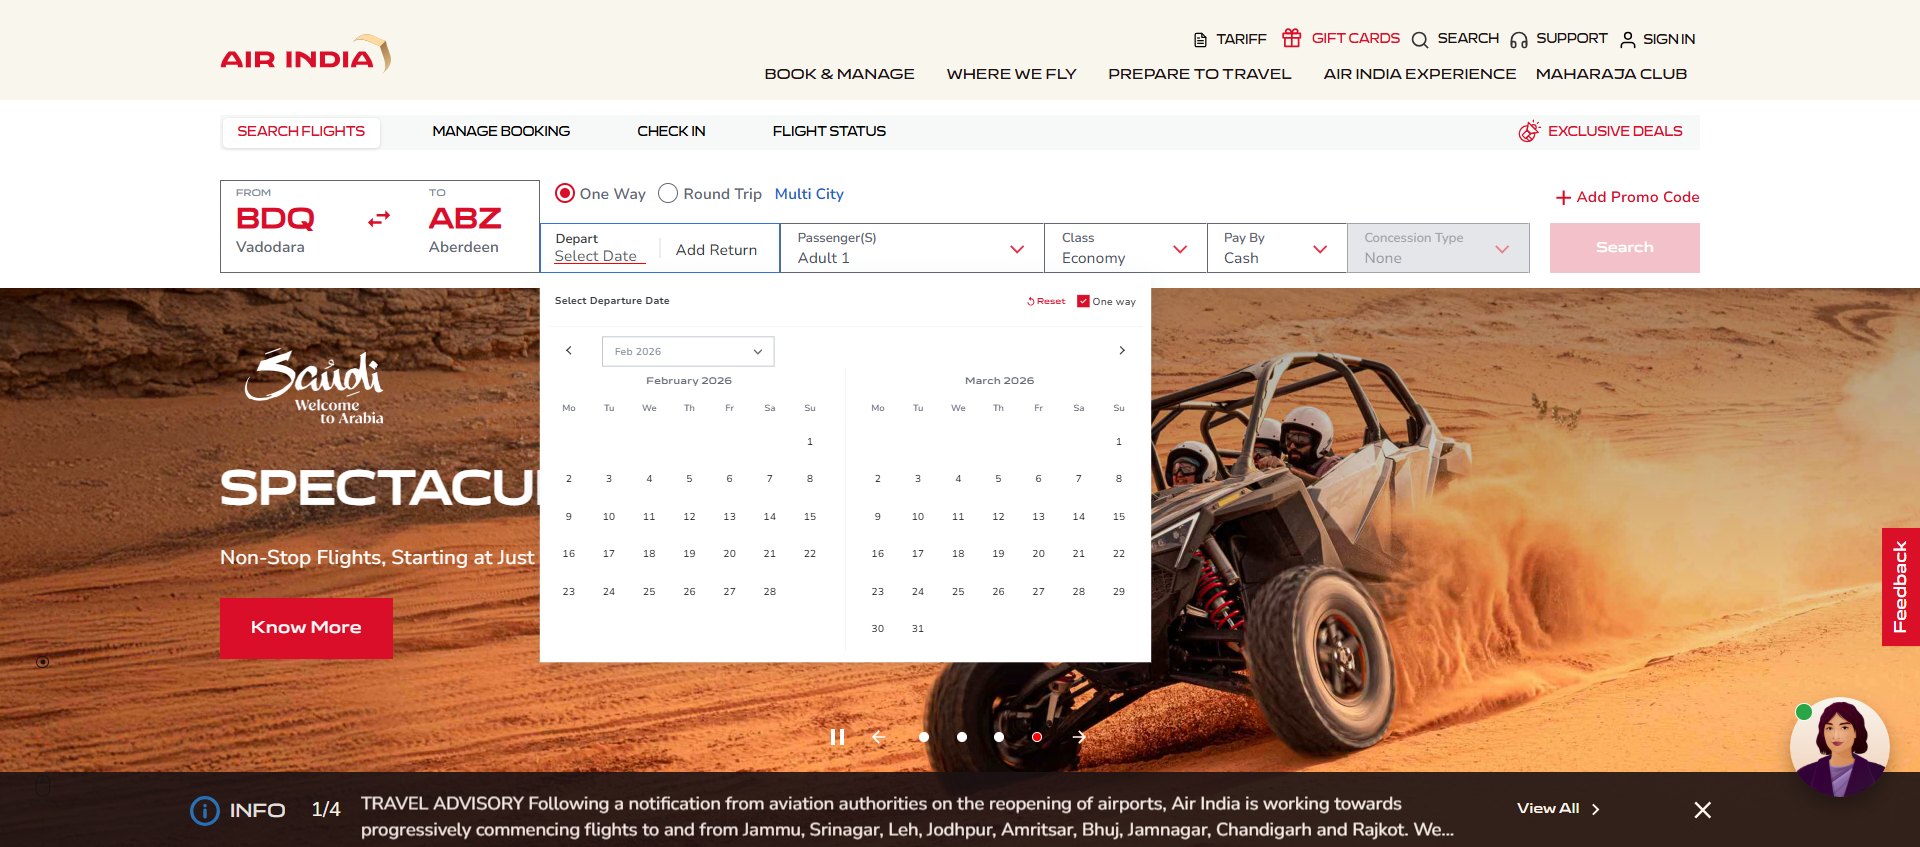 AIR INDIA
TARIFF GIFT CARDS SEARCH SUPPORT SIGN IN
BOOK & MANAGE WHERE WE FLY PREPARE TO TRAVEL AIR INDIA EXPERIENCE MAHARAJA CLUB
SEARCH FLIGHTS MANAGE BOOKING CHECK IN FLIGHT STATUS EXCLUSIVE DEALS
FROM TO
BDQ ABZ
Vadodara Aberdeen
One Way Round Trip Multi City
Add Promo Code
Depart
Select Date
Add Return
Passenger(S)
Adult 1
Class
Economy
Pay By
Cash
Concession Type
None
Search
Select Departure Date Reset One way
Feb 2026
February 2026 March 2026
Mo Tu We Th Fr Sa Su Mo Tu We Th Fr Sa Su
1 1
2 3 4 5 6 7 8 2 3 4 5 6 7 8
9 10 11 12 13 14 15 9 10 11 12 13 14 15
16 17 18 19 20 21 22 16 17 18 19 20 21 22
23 24 25 26 27 28 23 24 25 26 27 28 29
30 31
Saudi
Welcome
to Arabia
SPECTACU
Non-Stop Flights, Starting at Just
Know More
Feedback
INFO 1/4
TRAVEL ADVISORY Following a notification from aviation authorities on the reopening of airports, Air India is working towards
progressively commencing flights to and from Jammu, Srinagar, Leh, Jodhpur, Amritsar, Bhuj, Jamnagar, Chandigarh and Rajkot. We...
View All